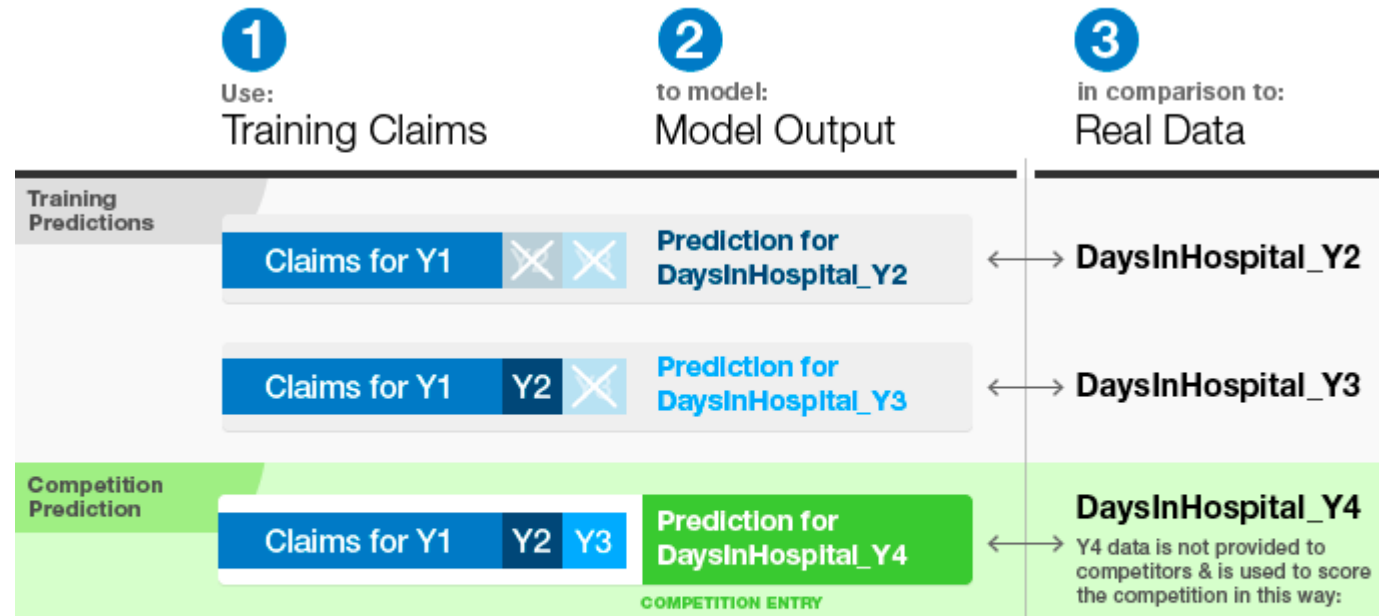 1
Use:
Training Claims
2
to model:
Model Output
3
in comparison to:
Real Data
Training
Predictions
Claims for Y1
Prediction for
DaysInHospital_Y2
DaysInHospital_Y2
Claims for Y1 Y2
Prediction for
DaysInHospital_Y3
DaysInHospital_Y3
Competition
Prediction
Claims for Y1 Y2 Y3
Prediction for
DaysInHospital_Y4
COMPETITION ENTRY
DaysInHospital_Y4
Y4 data is not provided to
competitors & is used to score
the competition in this way: